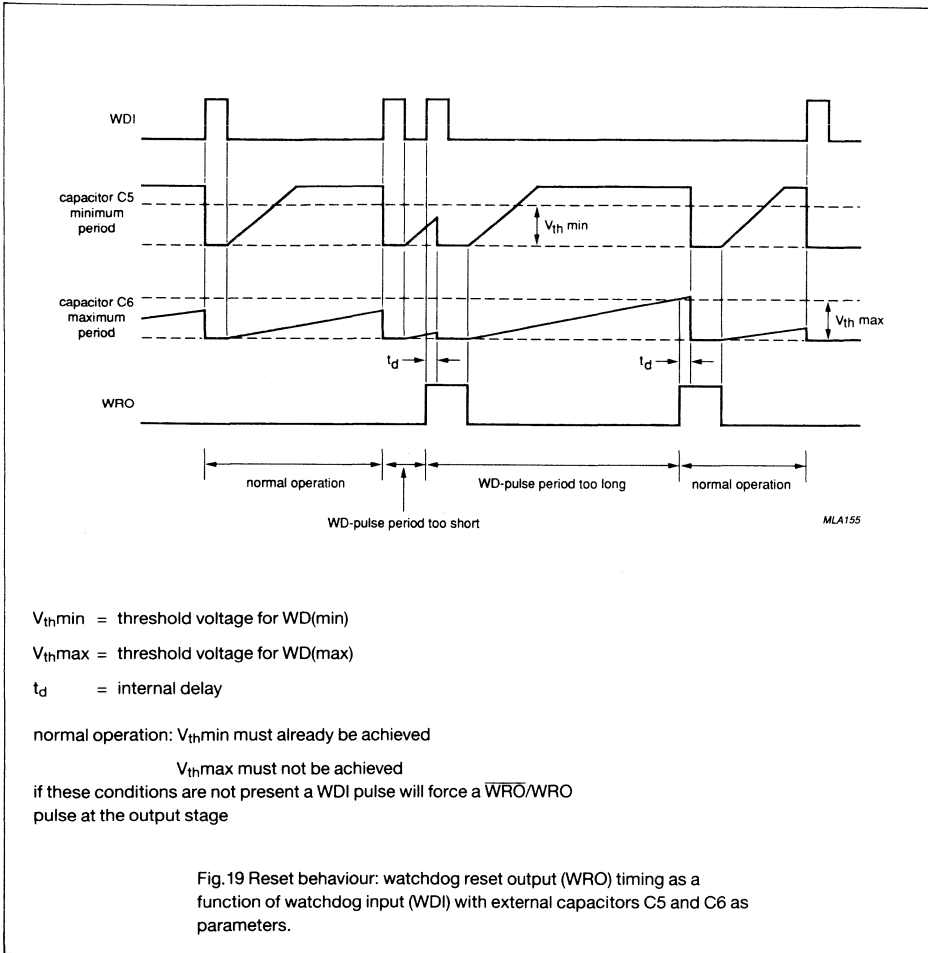 WDI
capacitor C5
minimum
period
Vth min
capacitor C6
maximum
period
Vth max
td
td
WRO
normal operation
WD-pulse period too long
normal operation
WD-pulse period too short
MLA155
Vthmin = threshold voltage for WD(min)
Vthmax = threshold voltage for WD(max)
td = internal delay
normal operation: Vthmin must already be achieved
Vthmax must not be achieved
if these conditions are not present a WDI pulse will force a W̅R̅O̅/WRO
pulse at the output stage
Fig.19 Reset behaviour: watchdog reset output (WRO) timing as a
function of watchdog input (WDI) with external capacitors C5 and C6 as
parameters.